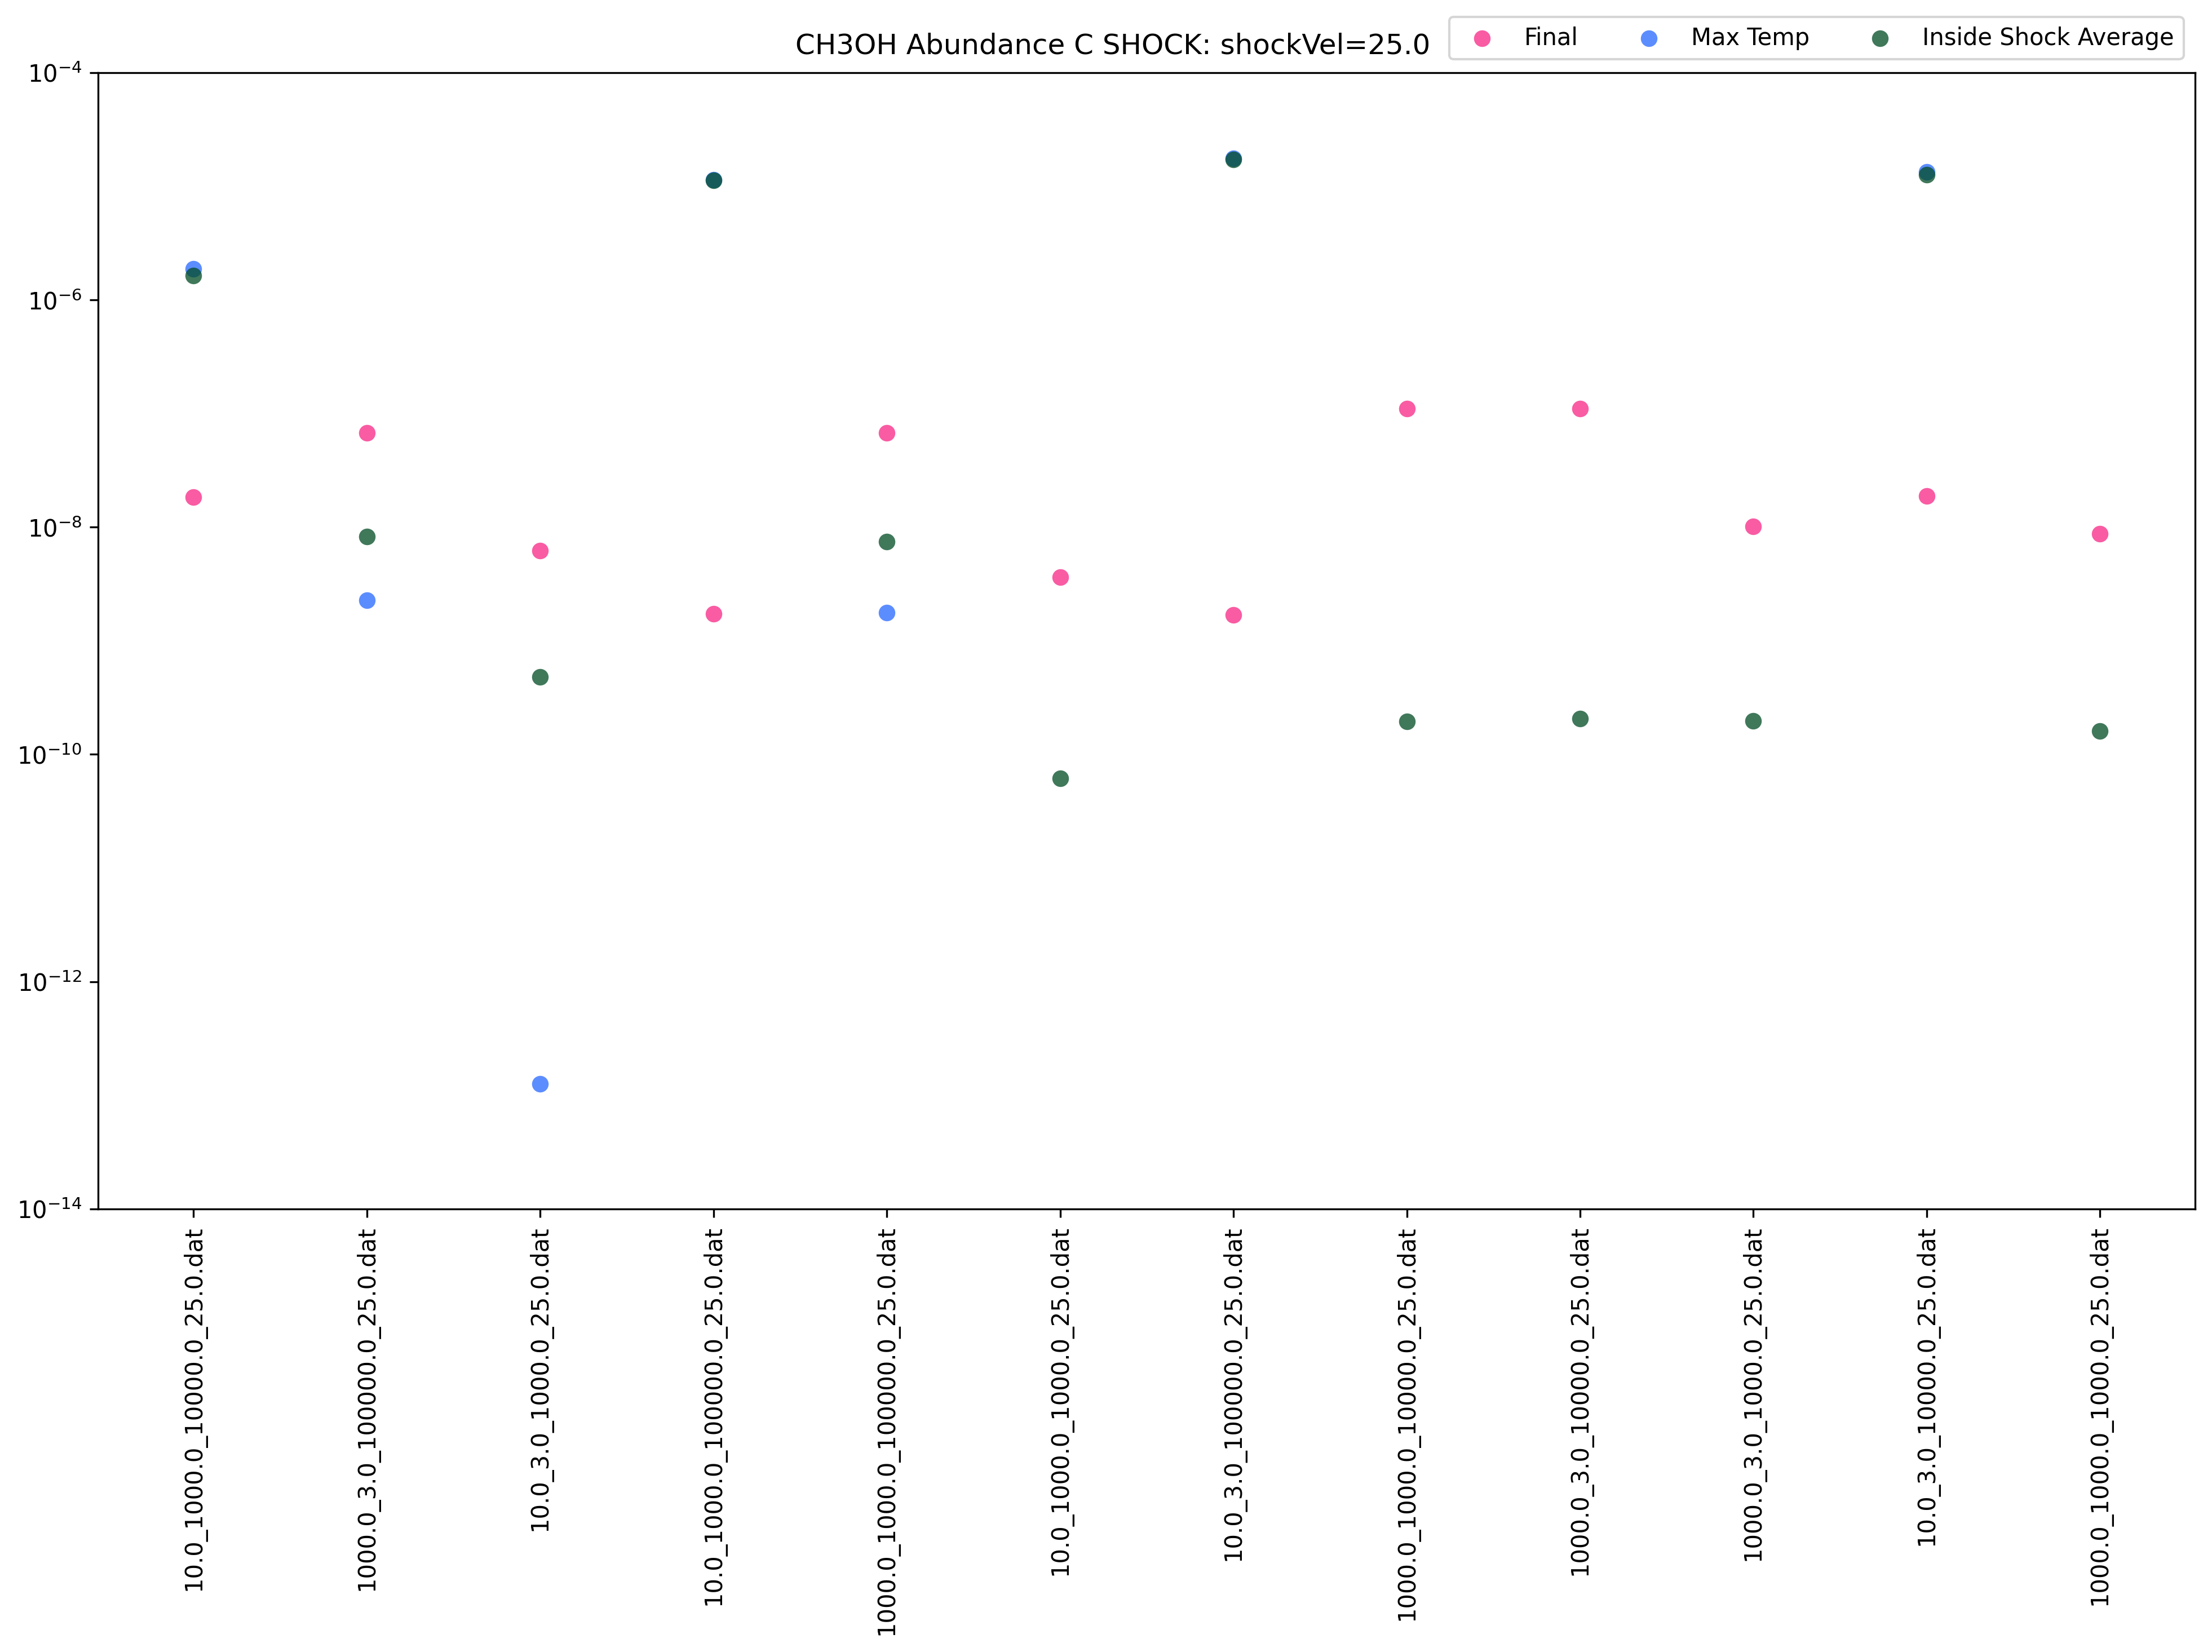 CH3OH Abundance C SHOCK: shockVel=25.0
Final
Max Temp
Inside Shock Average
10⁻⁴
10⁻⁶
10⁻⁸
10⁻¹⁰
10⁻¹²
10⁻¹⁴
10.0_1000.0_10000.0_25.0.dat
1000.0_3.0_100000.0_25.0.dat
10.0_3.0_1000.0_25.0.dat
10.0_1000.0_100000.0_25.0.dat
1000.0_1000.0_100000.0_25.0.dat
10.0_1000.0_1000.0_25.0.dat
10.0_3.0_100000.0_25.0.dat
1000.0_1000.0_10000.0_25.0.dat
1000.0_3.0_10000.0_25.0.dat
1000.0_3.0_1000.0_25.0.dat
10.0_3.0_10000.0_25.0.dat
1000.0_1000.0_1000.0_25.0.dat